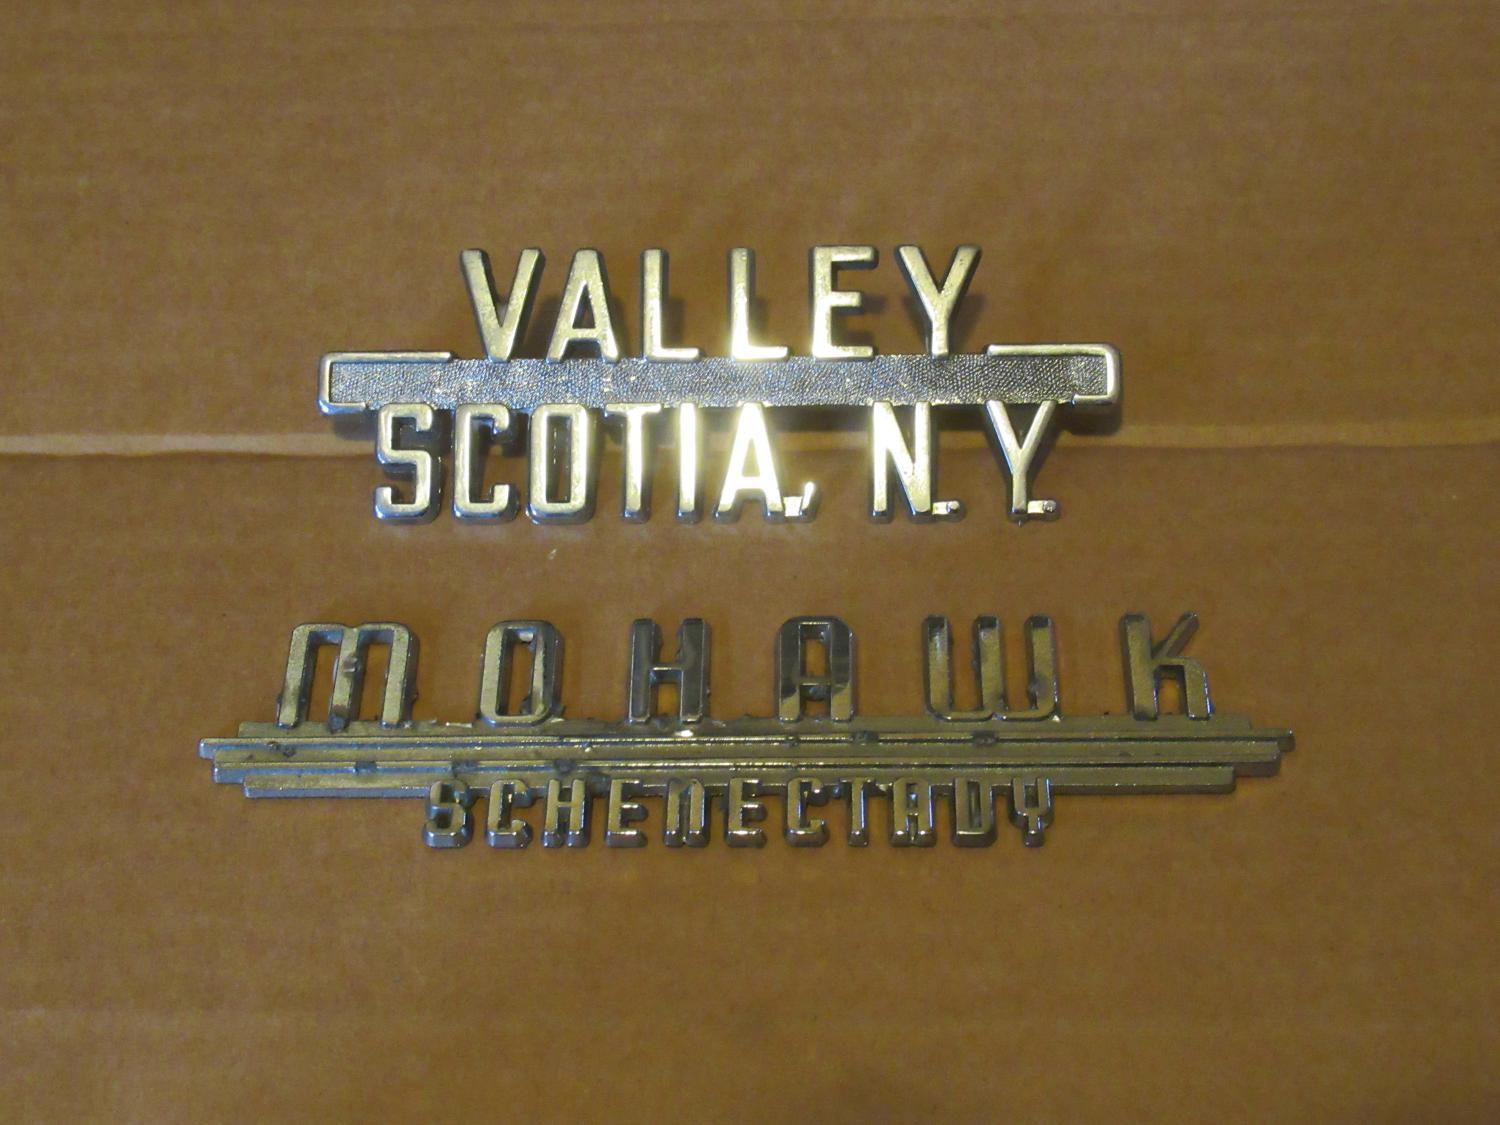 VALLEY
SCOTIA, N.Y.
MOHAWK
SCHENECTADY